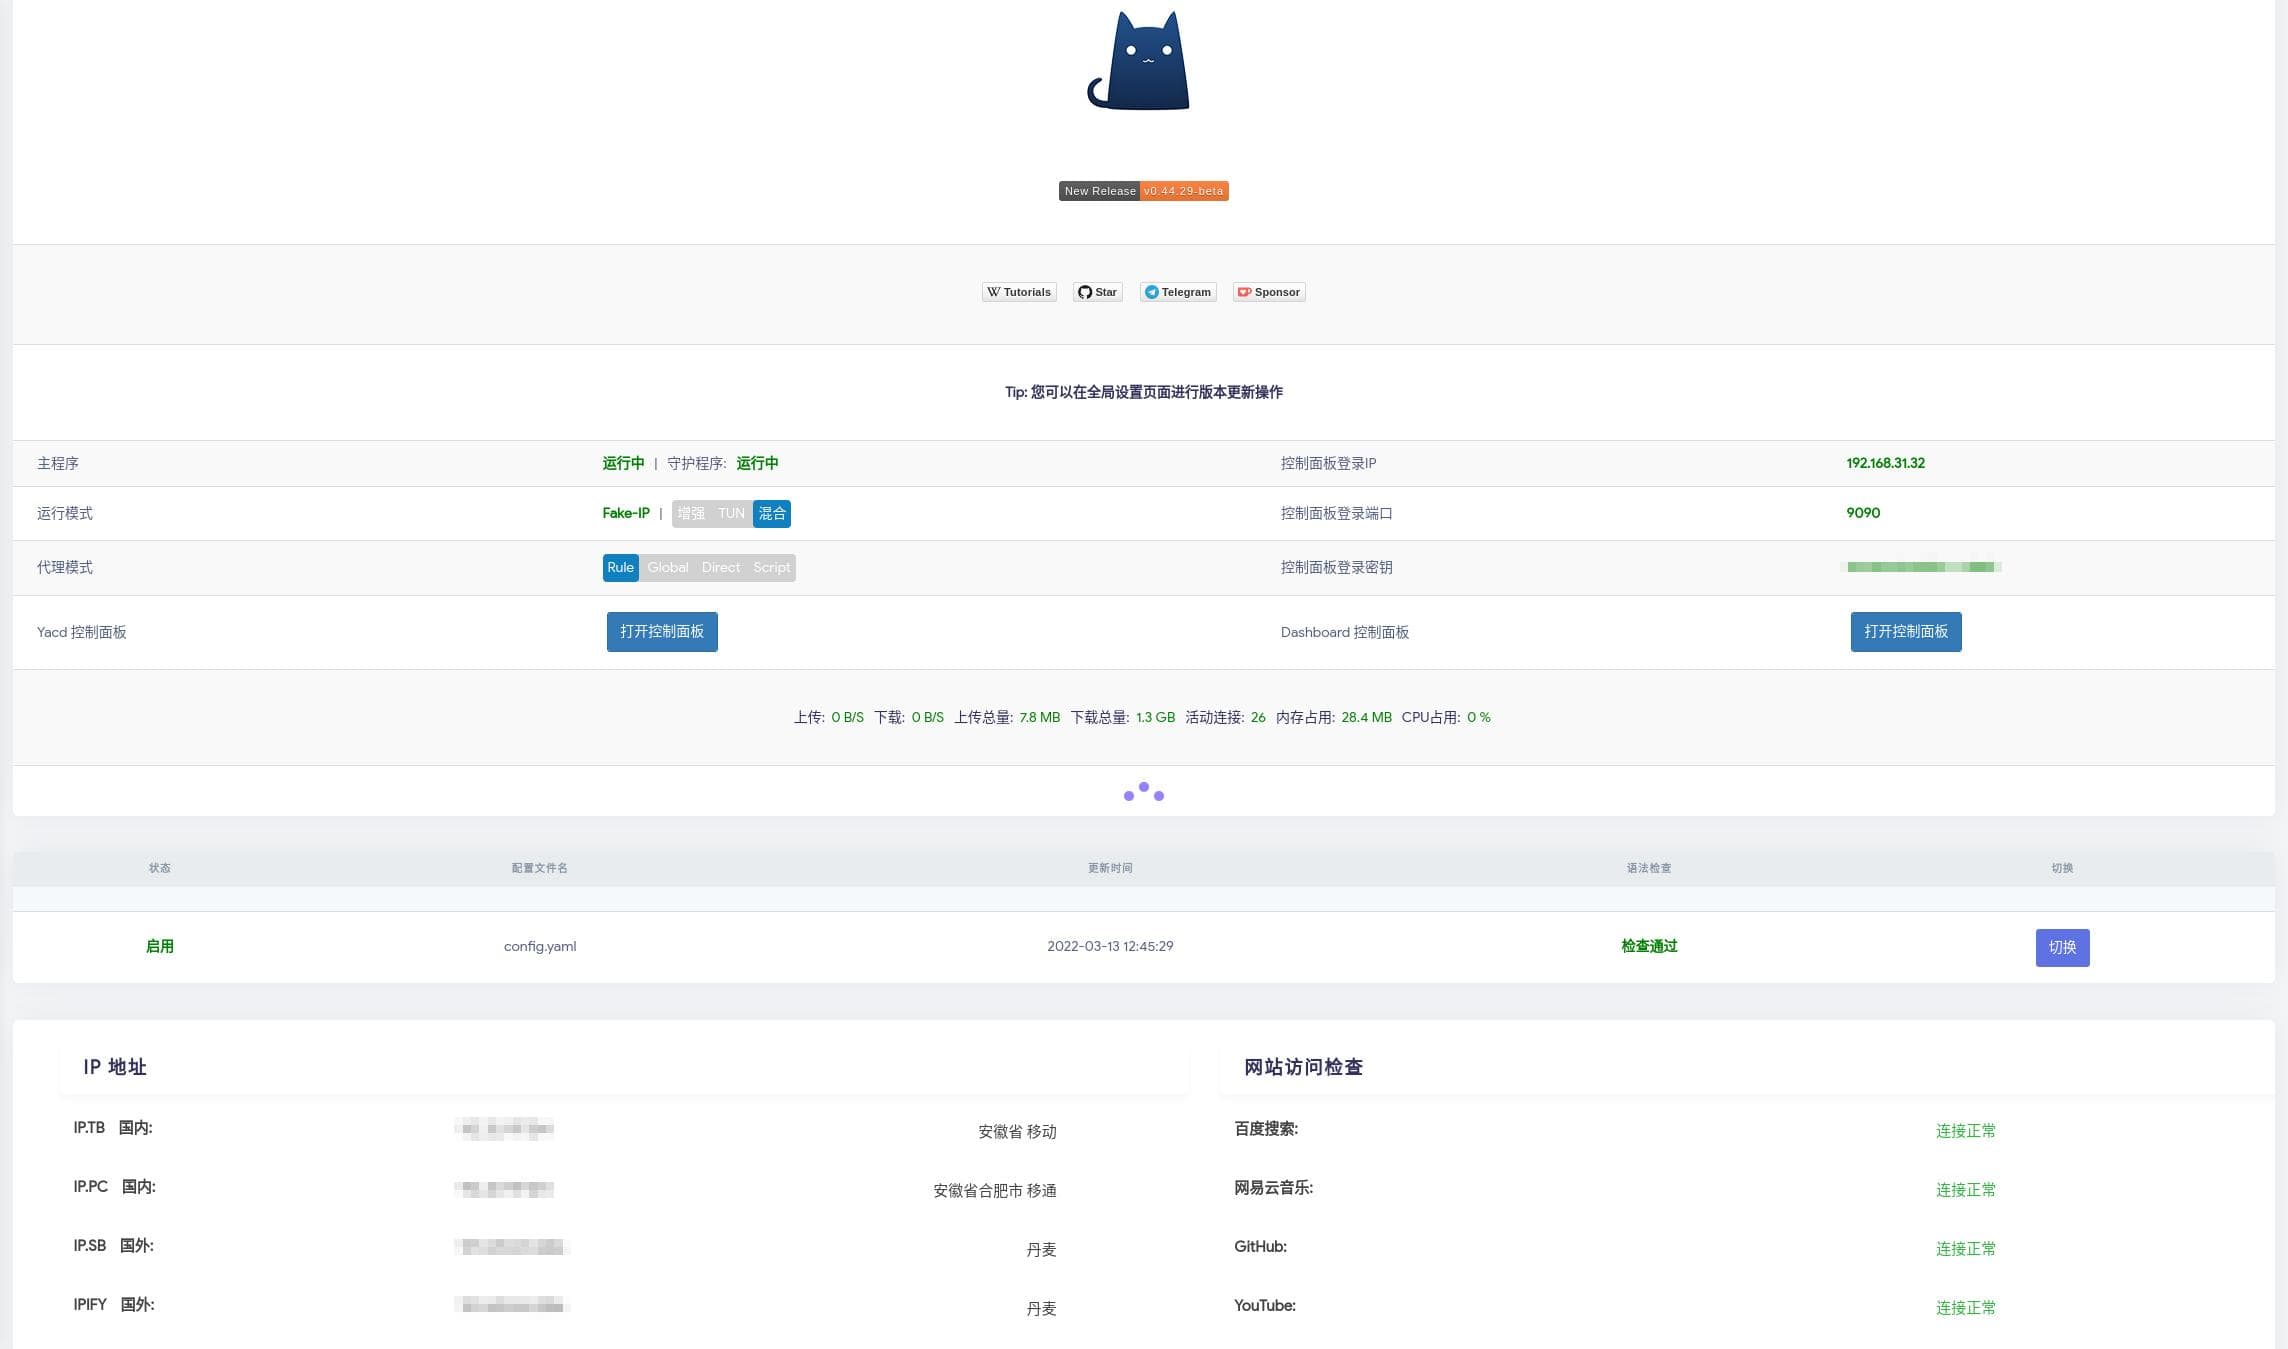 New Release v0.44.29-beta
Tutorials Star Telegram Sponsor
Tip: 您可以在全局设置页面进行版本更新操作
主程序 运行中 | 守护程序: 运行中 控制面板登录IP 192.168.31.32
运行模式 Fake-IP | 增强 TUN 混合 控制面板登录端口 9090
代理模式 Rule Global Direct Script 控制面板登录密钥
Yacd 控制面板 打开控制面板 Dashboard 控制面板 打开控制面板
上传: 0 B/S 下载: 0 B/S 上传总量: 7.8 MB 下载总量: 1.3 GB 活动连接: 26 内存占用: 28.4 MB CPU占用: 0 %
状态 配置文件名 更新时间 语法检查 切换
启用 config.yaml 2022-03-13 12:45:29 检查通过 切换
IP 地址
IP.TB 国内: 安徽省 移动
IP.PC 国内: 安徽省合肥市 移通
IP.SB 国外: 丹麦
IPIFY 国外: 丹麦
网站访问检查
百度搜索: 连接正常
网易云音乐: 连接正常
GitHub: 连接正常
YouTube: 连接正常